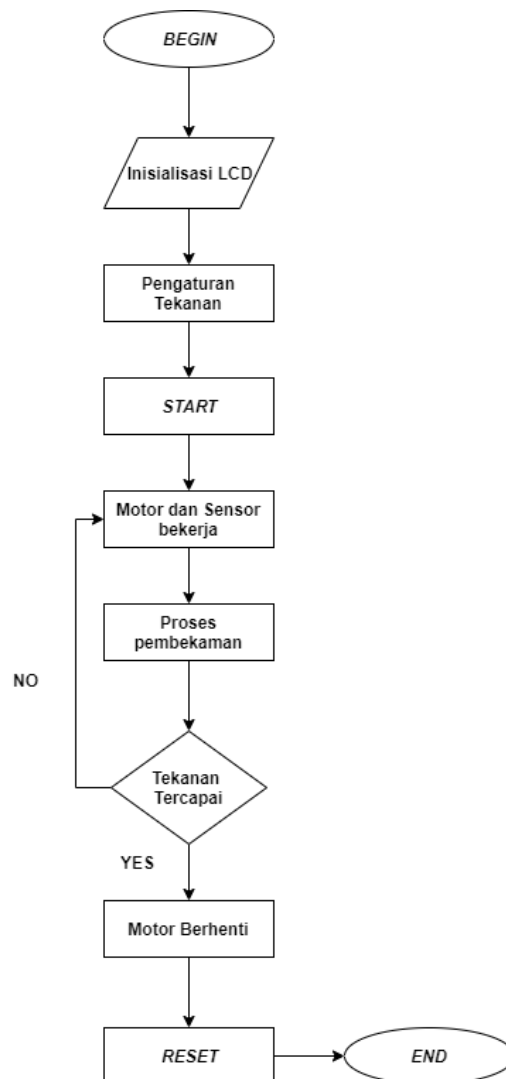 BEGIN
Inisialisasi LCD
Pengaturan
Tekanan
START
Motor dan Sensor
bekerja
Proses
pembekaman
NO
Tekanan
Tercapai
YES
Motor Berhenti
RESET
END